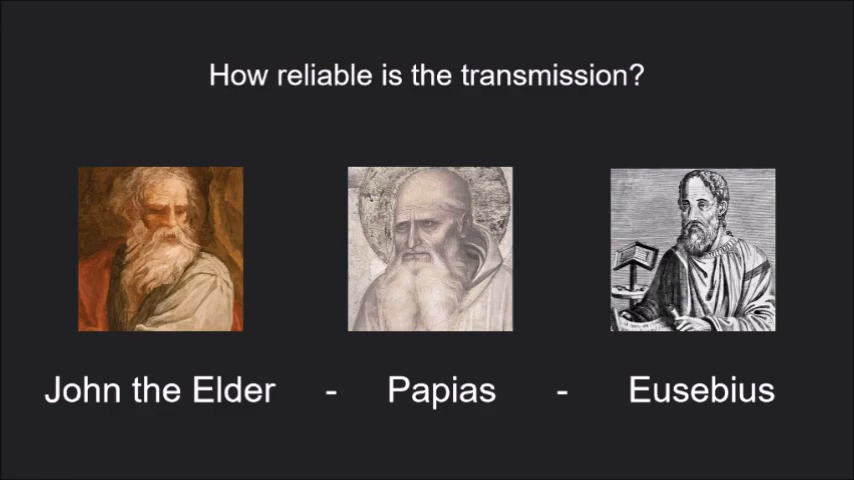 How reliable is the transmission?
John the Elder - Papias - Eusebius